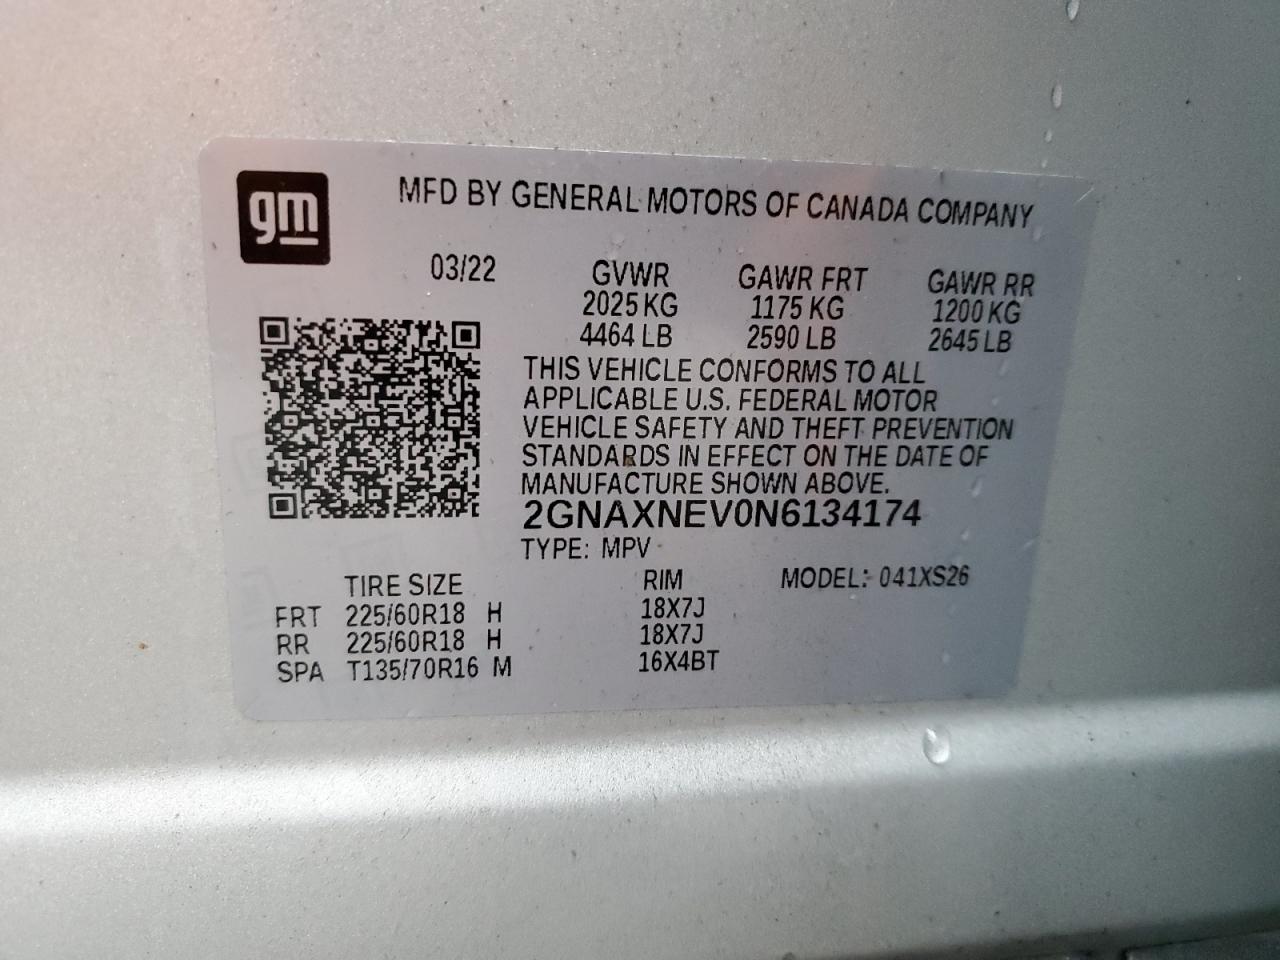 gm
MFD BY GENERAL MOTORS OF CANADA COMPANY
03/22 GVWR GAWR FRT GAWR RR
2025 KG 1175 KG 1200 KG
4464 LB 2590 LB 2645 LB
THIS VEHICLE CONFORMS TO ALL
APPLICABLE U.S. FEDERAL MOTOR
VEHICLE SAFETY AND THEFT PREVENTION
STANDARDS IN EFFECT ON THE DATE OF
MANUFACTURE SHOWN ABOVE.
2GNAXNEV0N6134174
TYPE: MPV
TIRE SIZE RIM MODEL: 041XS26
FRT 225/60R18 H 18X7J
RR 225/60R18 H 18X7J
SPA T135/70R16 M 16X4BT